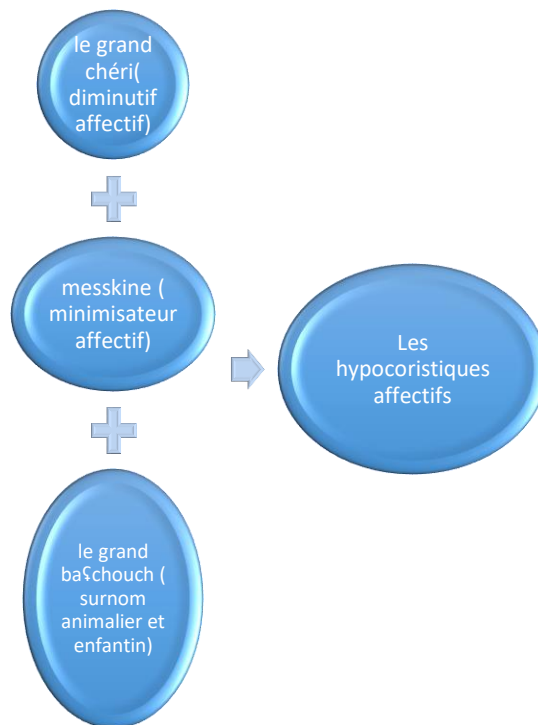 le grand
chéri(
diminutif
affectif)
messkine (
minimisateur
affectif)
Les
hypocoristiques
affectifs
le grand
baʕchouch (
surnom
animalier et
enfantin)